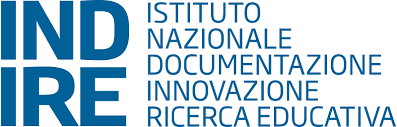 IND
IRE
ISTITUTO
NAZIONALE
DOCUMENTAZIONE
INNOVAZIONE
RICERCA EDUCATIVA